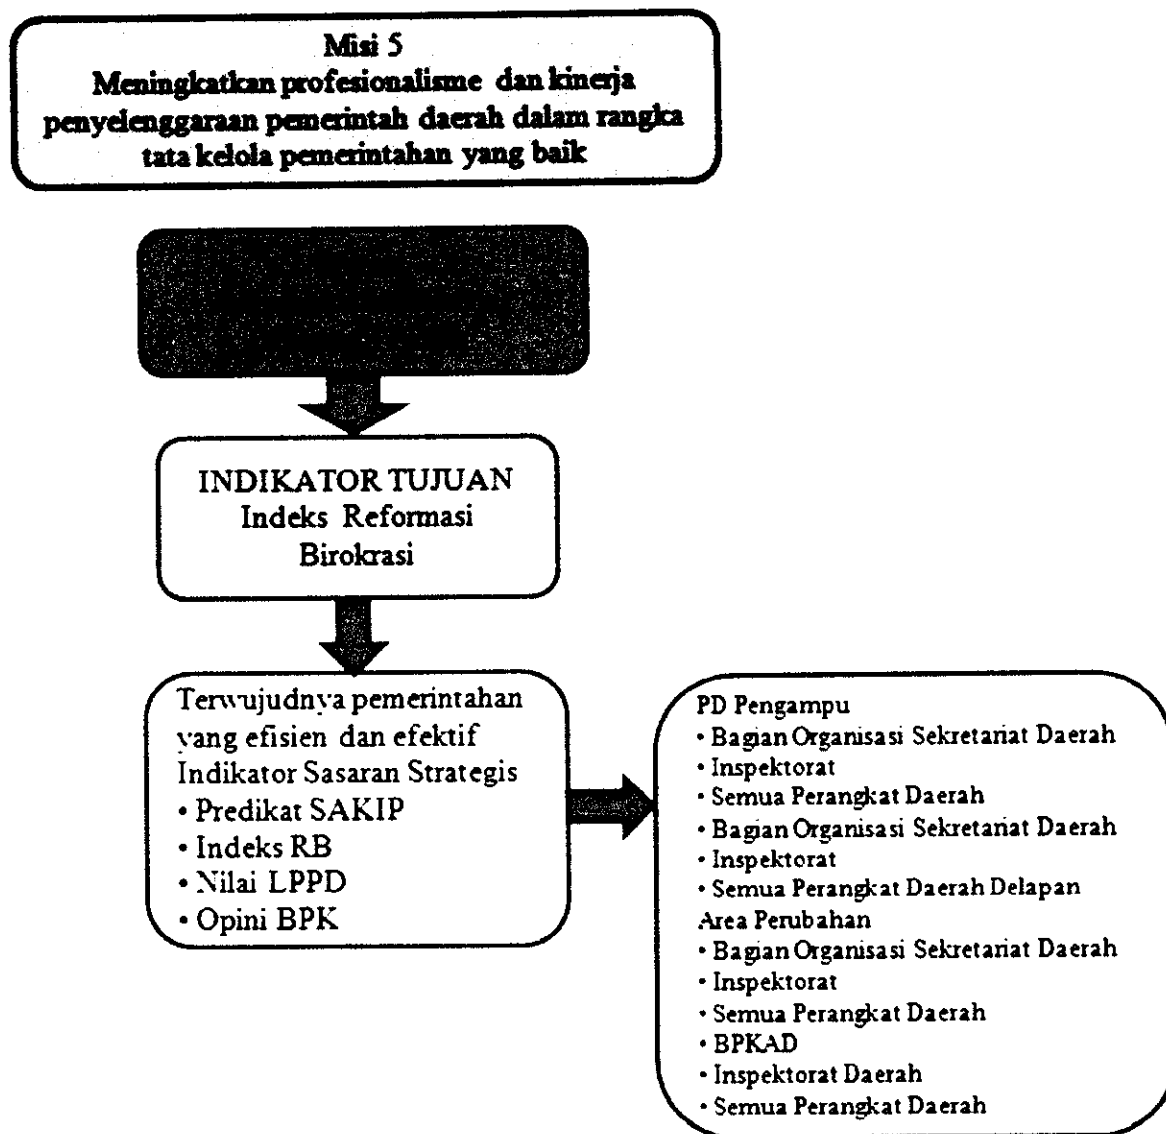 Misi 5
Meningkatkan profesionalisme dan kinerja
penyelenggaraan pemerintah daerah dalam rangka
tata kelola pemerintahan yang baik
INDIKATOR TUJUAN
Indeks Reformasi
Birokrasi
Terwujudnya pemerintahan
yang efisien dan efektif
Indikator Sasaran Strategis
• Predikat SAKIP
• Indeks RB
• Nilai LPPD
• Opini BPK
PD Pengampu
• Bagian Organisasi Sekretariat Daerah
• Inspektorat
• Semua Perangkat Daerah
• Bagian Organisasi Sekretariat Daerah
• Inspektorat
• Semua Perangkat Daerah Delapan
Area Perubahan
• Bagian Organisasi Sekretariat Daerah
• Inspektorat
• Semua Perangkat Daerah
• BPKAD
• Inspektorat Daerah
• Semua Perangkat Daerah